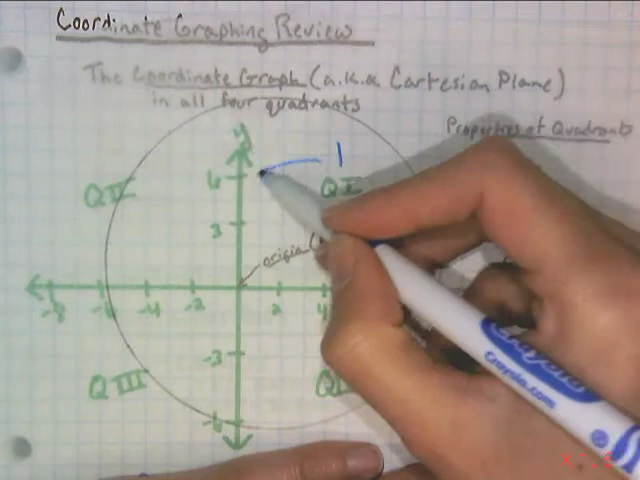 Coordinate Graphing Review
The Coordinate Graph (a.k.a Cartesian Plane)
in all four quadrants
Properties of Quadrants
y
1
QII
6
QI
3
origin (
-8 -6 -4 -2 2 4
-3
QIII
-6
Crayola
Crayola.com